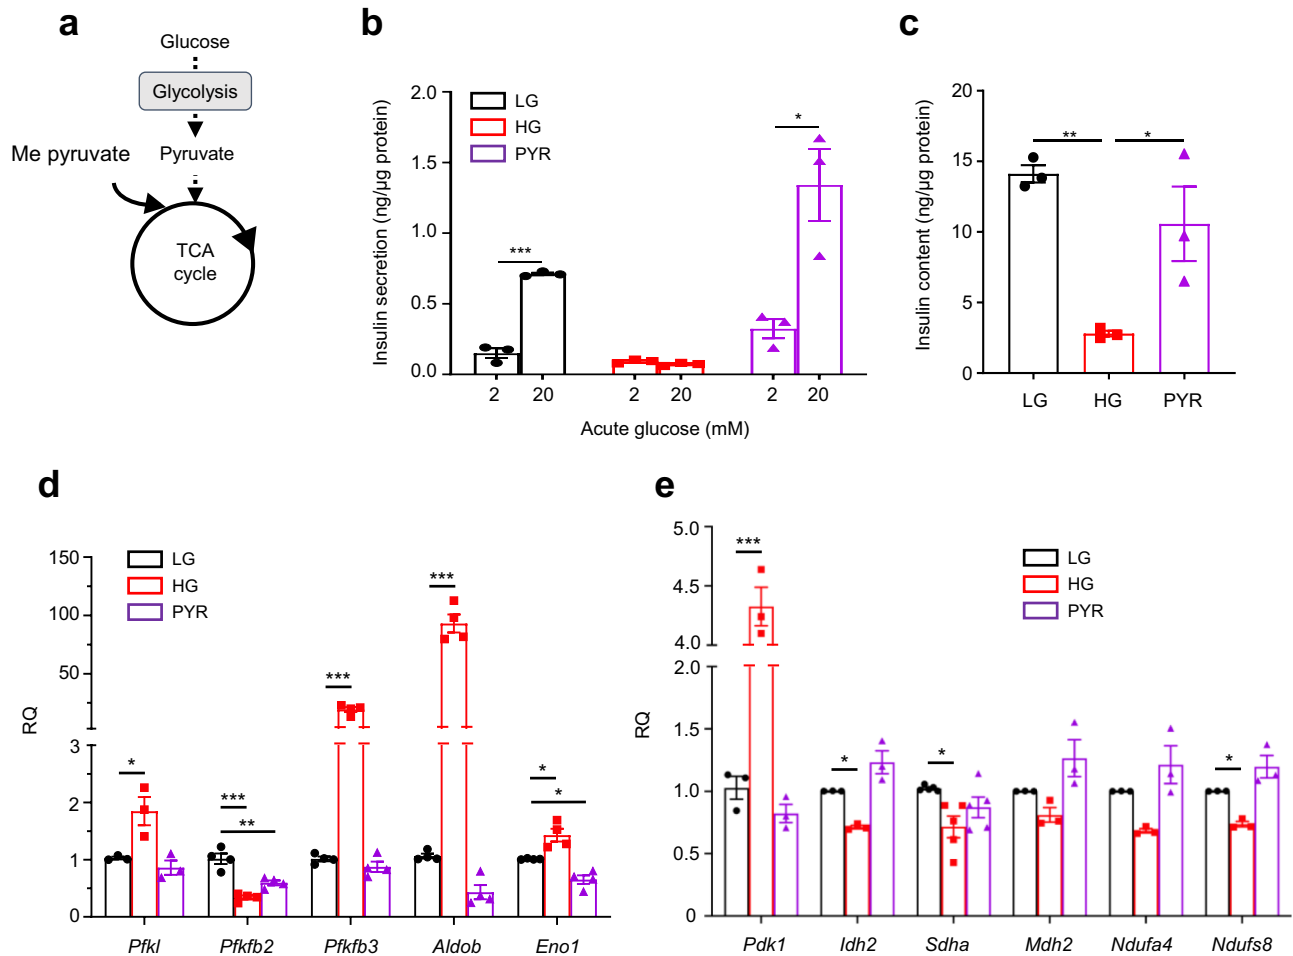 a
Glucose
Glycolysis
Me pyruvate
Pyruvate
TCA
cycle
b
Insulin secretion (ng/µg protein)
2.0
1.5
1.0
0.5
0.0
LG
HG
PYR
***
*
2 20 2 20 2 20
Acute glucose (mM)
c
Insulin content (ng/µg protein)
20
15
10
5
0
** *
LG HG PYR
d
RQ
150
100
50
3
2
1
0
LG
HG
PYR
*
***
**
***
***
*
*
Pfkl Pfkfb2 Pfkfb3 Aldob Eno1
e
RQ
5.0
4.5
4.0
2.0
1.5
1.0
0.5
0
LG
HG
PYR
***
*
*
*
Pdk1 Idh2 Sdha Mdh2 Ndufa4 Ndufs8